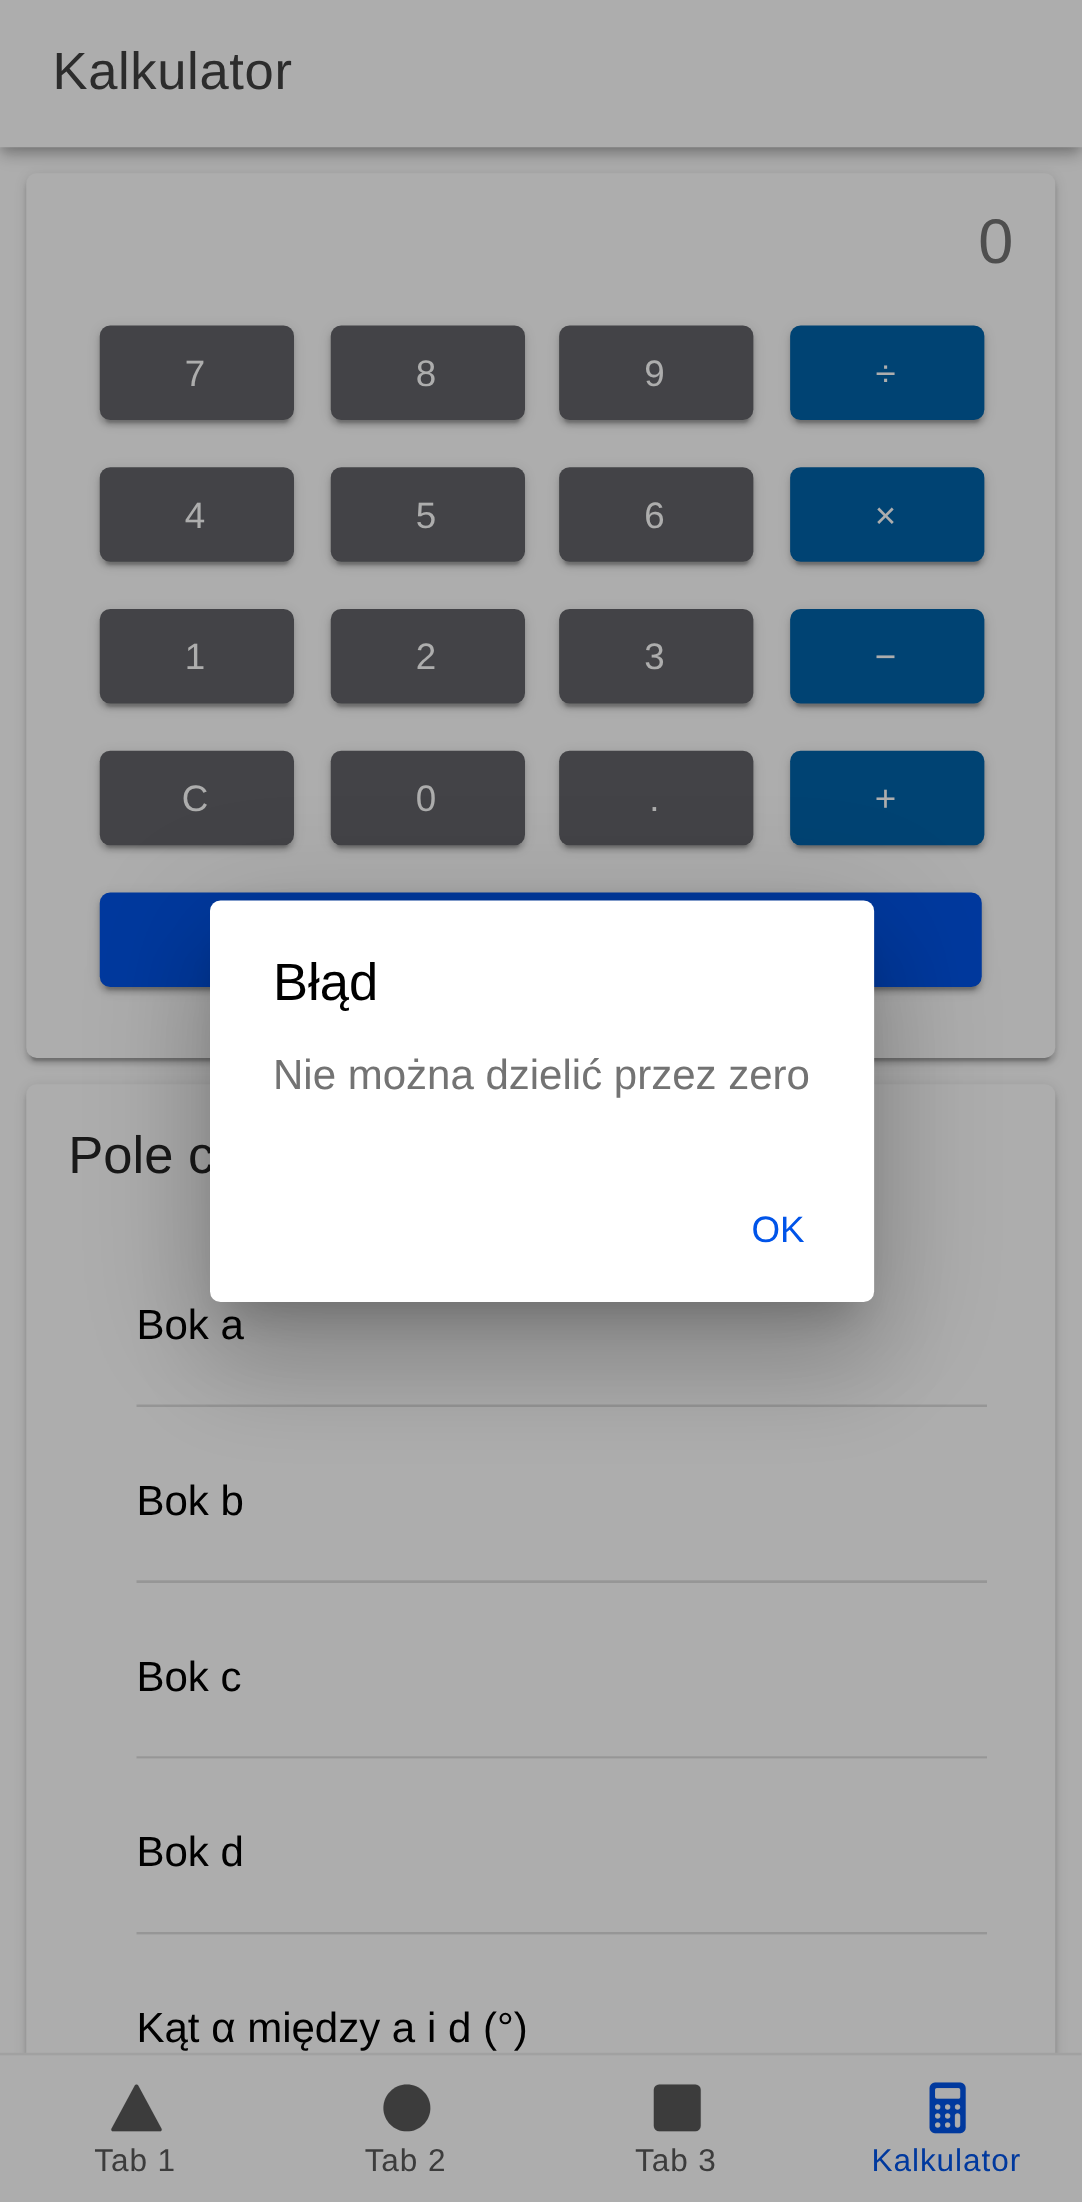 Kalkulator
0
7 8 9 ÷
4 5 6 ×
1 2 3 −
C 0 . +
Błąd
Nie można dzielić przez zero
OK
Pole
Bok a
Bok b
Bok c
Bok d
Kąt α między a i d (°)
Tab 1 Tab 2 Tab 3 Kalkulator